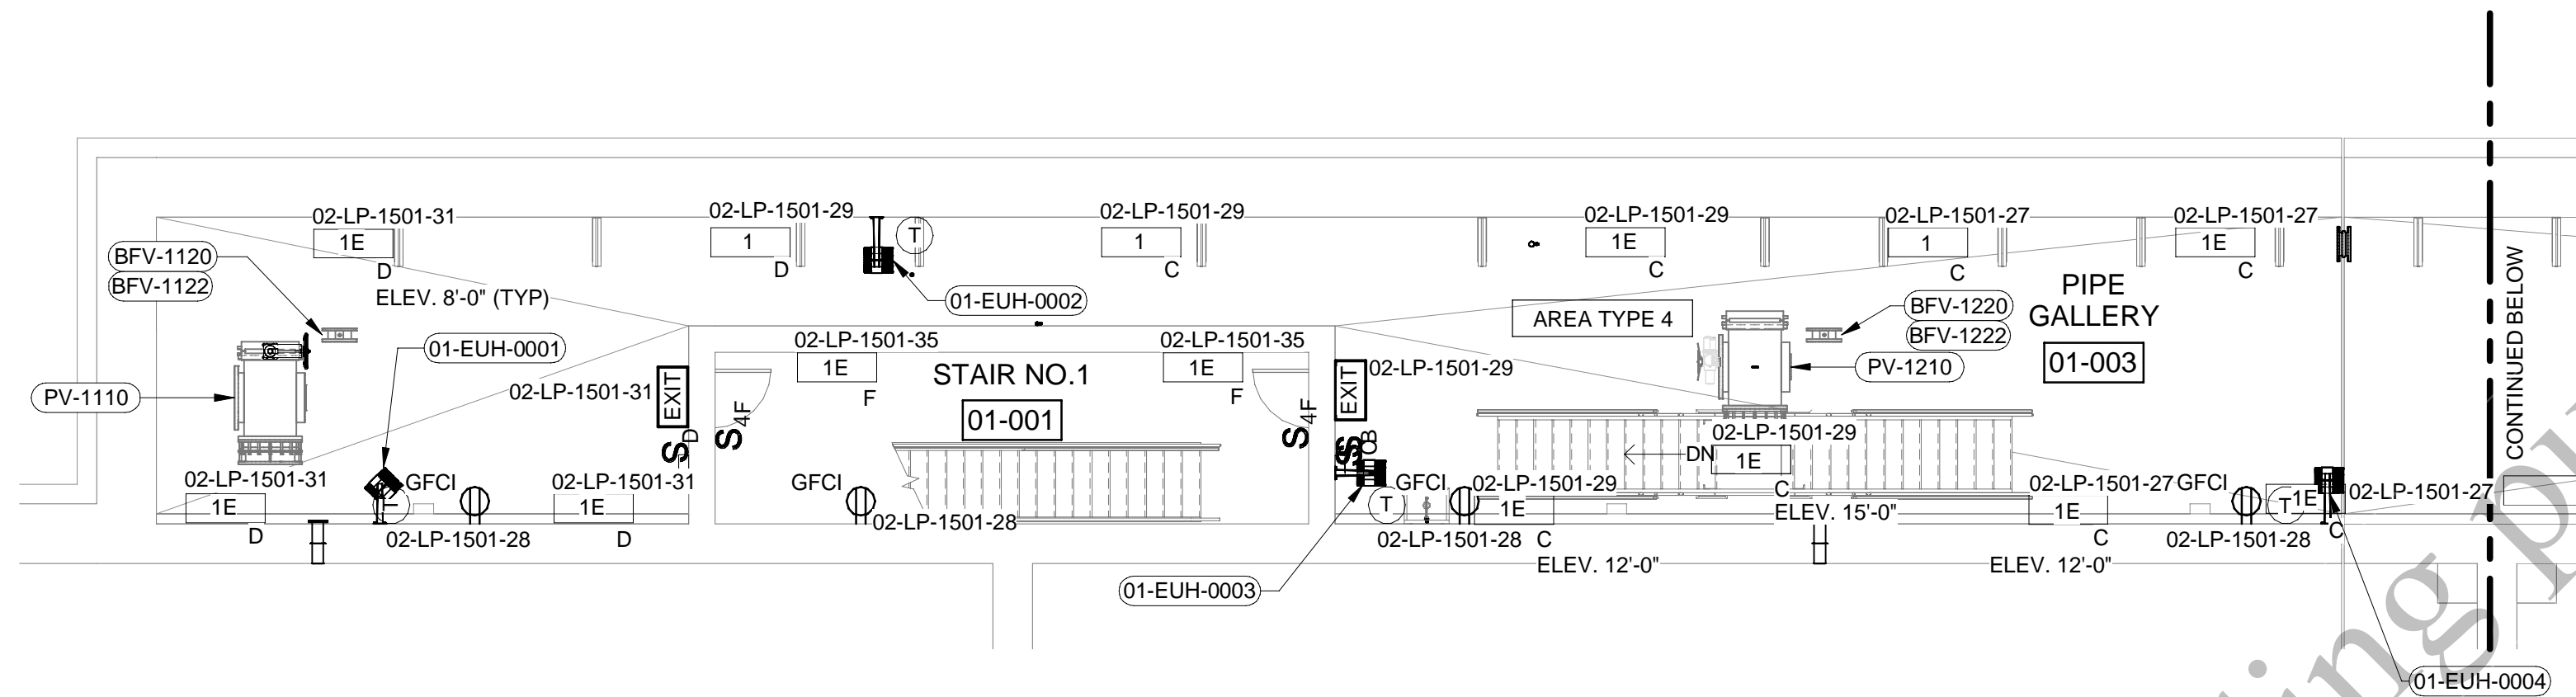 02-LP-1501-31
02-LP-1501-29
02-LP-1501-29
02-LP-1501-29
02-LP-1501-27
02-LP-1501-27
1E
1
1
1E
1
1E
T
D
D
C
C
C
C
BFV-1120
BFV-1122
ELEV. 8'-0" (TYP)
01-EUH-0002
AREA TYPE 4
BFV-1220
BFV-1222
PIPE
GALLERY
01-003
CONTINUED BELOW
01-EUH-0001
02-LP-1501-35
02-LP-1501-35
1E
1E
F
F
STAIR NO.1
01-001
PV-1110
02-LP-1501-31
EXIT
EXIT
02-LP-1501-29
PV-1210
S
D
S
4F
S
4F
02-LP-1501-29
DN
1E
C
02-LP-1501-31
1E
D
GFCI
T
02-LP-1501-28
02-LP-1501-31
1E
D
GFCI
02-LP-1501-28
GFCI
T
02-LP-1501-28
02-LP-1501-29
1E
C
ELEV. 15'-0"
02-LP-1501-27
1E
C
GFCI
T
1E
02-LP-1501-27
C
02-LP-1501-28
ELEV. 12'-0"
ELEV. 12'-0"
01-EUH-0003
01-EUH-0004